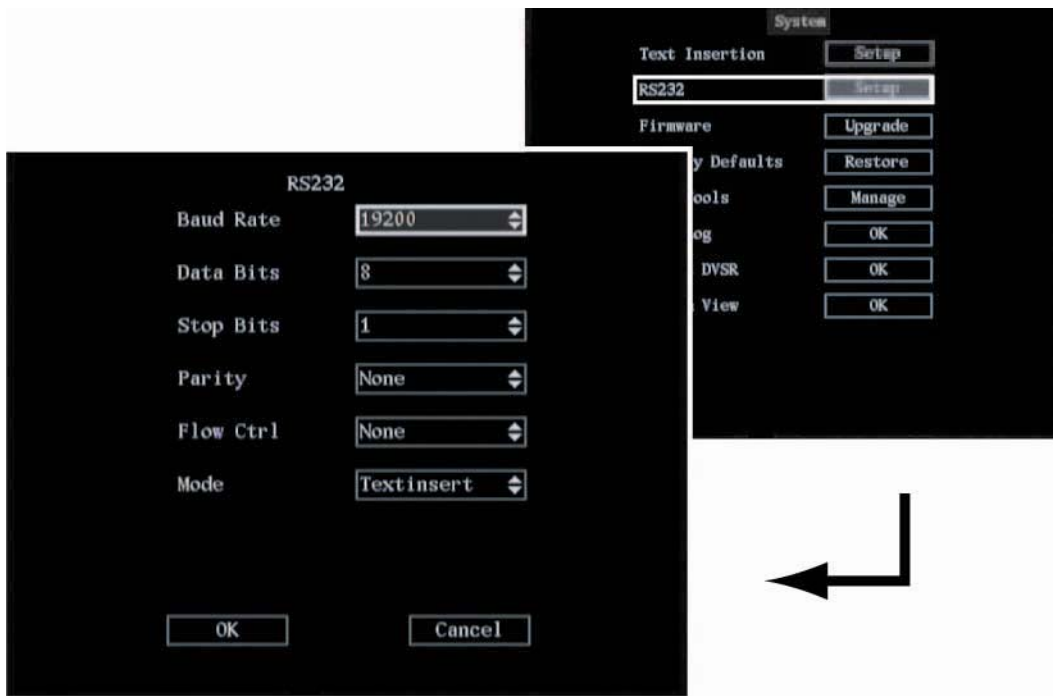 System
Text Insertion Setup
RS232 Setup
Firmware Upgrade
y Defaults Restore
ools Manage
og OK
DVSR OK
View OK
RS232
Baud Rate 19200
Data Bits 8
Stop Bits 1
Parity None
Flow Ctrl None
Mode Textinsert
OK Cancel